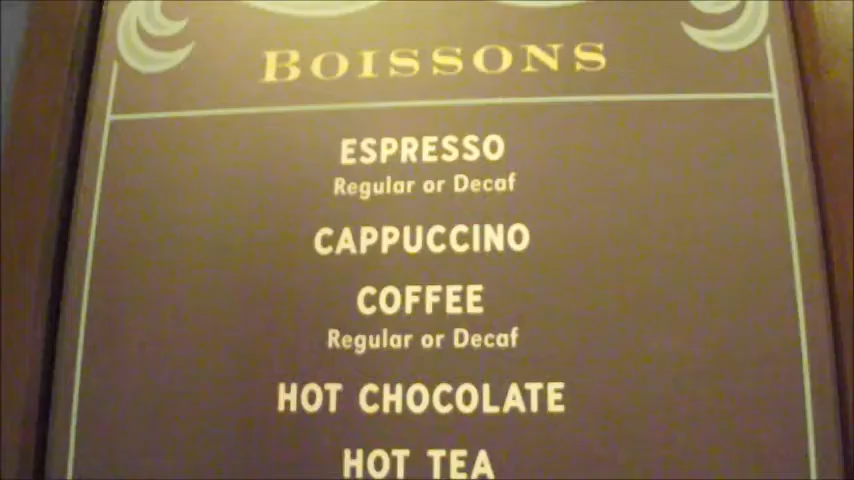 BOISSONS
ESPRESSO
Regular or Decaf
CAPPUCCINO
COFFEE
Regular or Decaf
HOT CHOCOLATE
HOT TEA